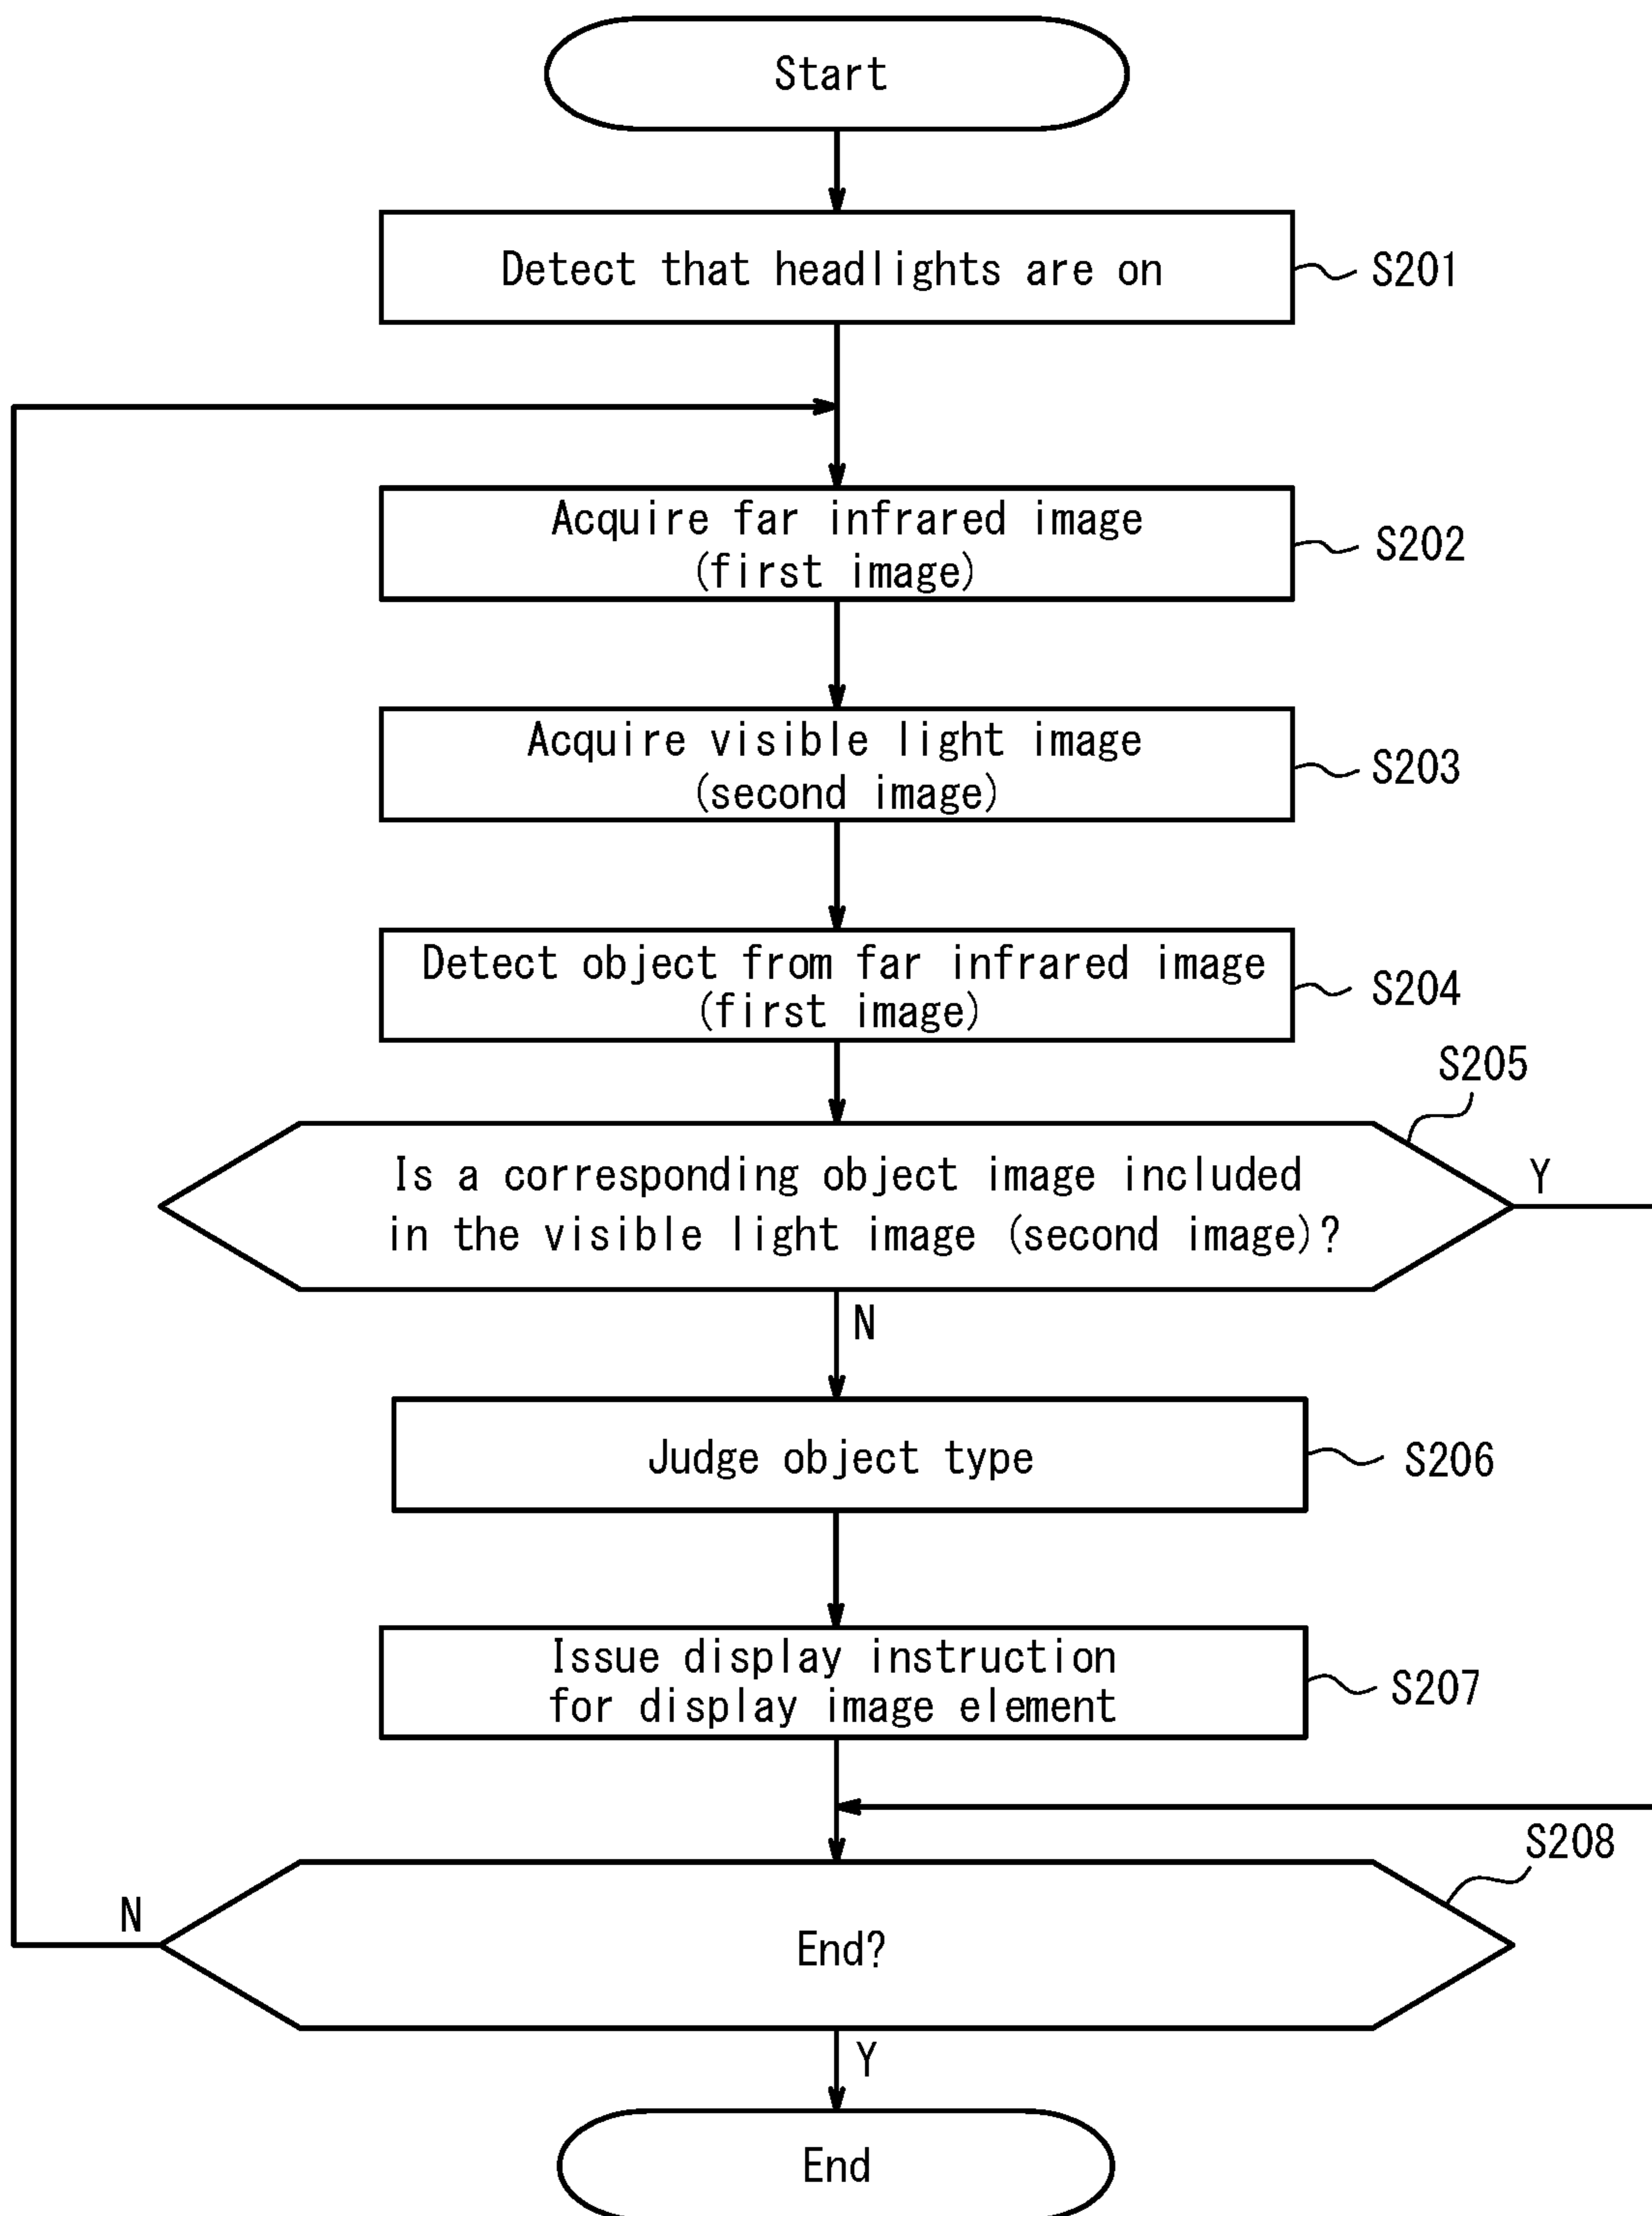 Start
Detect that headlights are on
S201
Acquire far infrared image
(first image)
S202
Acquire visible light image
(second image)
S203
Detect object from far infrared image
(first image)
S204
S205
Is a corresponding object image included
in the visible light image (second image)?
Y
N
Judge object type
S206
Issue display instruction
for display image element
S207
S208
N
End?
Y
End